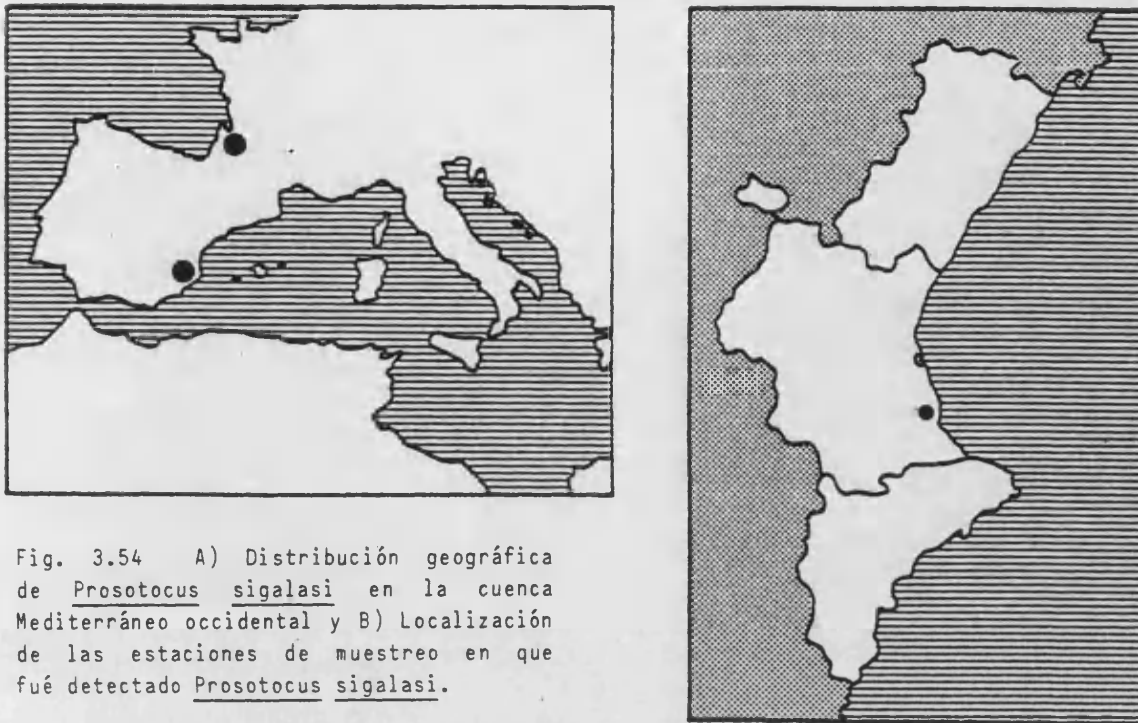 Fig. 3.54 A) Distribución geográfica
de Prosotocus sigalasi en la cuenca
Mediterráneo occidental y B) Localización
de las estaciones de muestreo en que
fué detectado Prosotocus sigalasi.